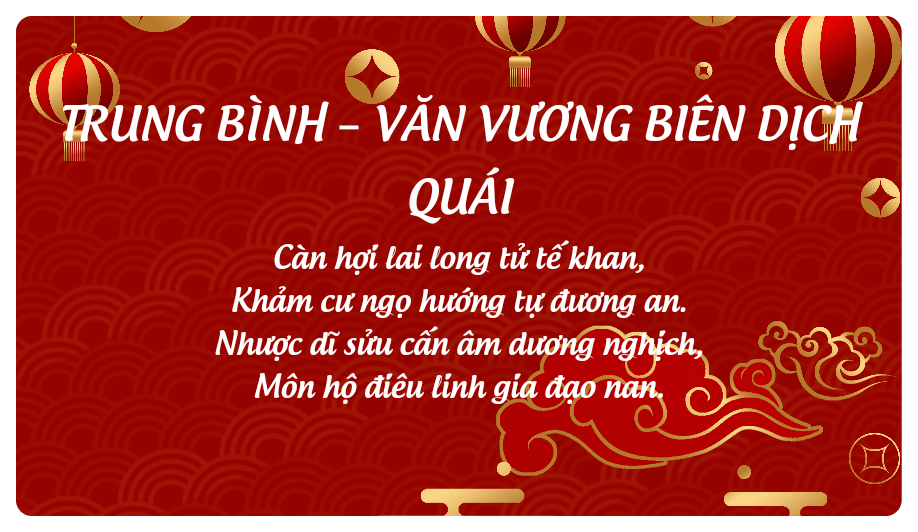 TRUNG BÌNH – VĂN VƯƠNG BIÊN DỊCH
QUÁI
Càn hợi lai long tử tế khan,
Khảm cư ngọ hướng tự đương an.
Nhược dĩ sửu cấn âm dương nghịch,
Môn hộ điêu linh gia đạo nan.